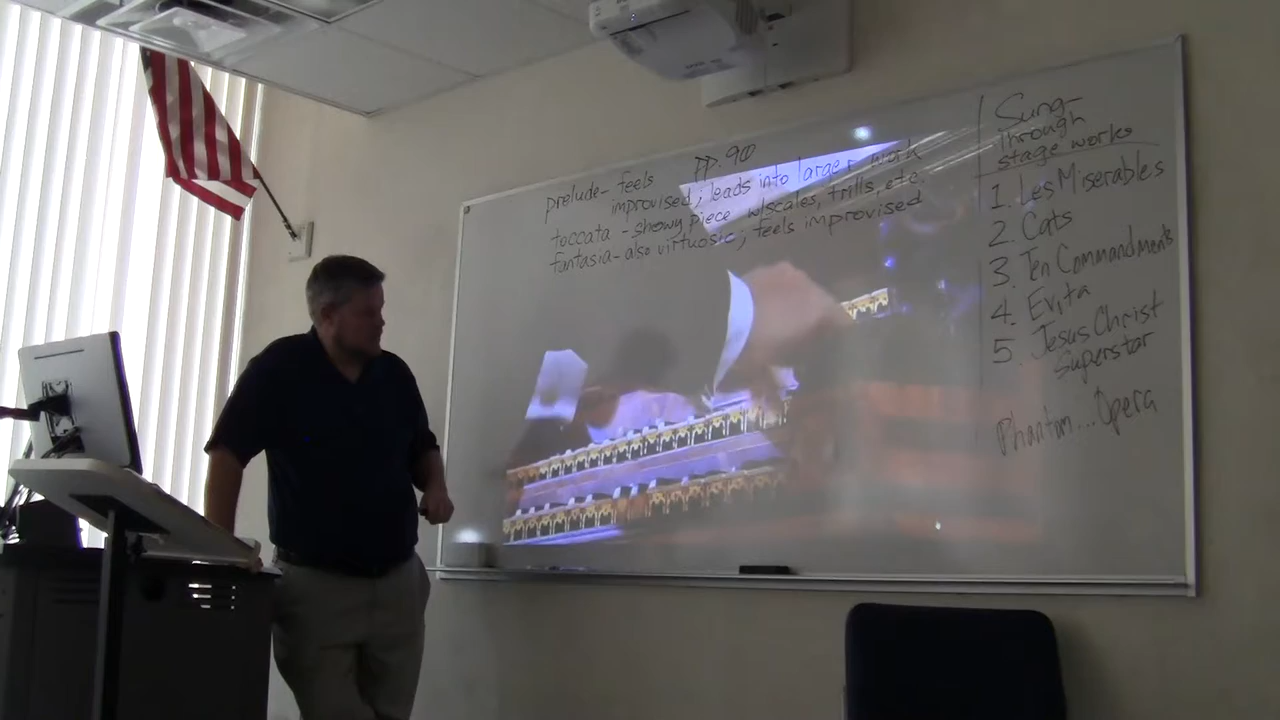 pp. 90
prelude- feels
improvised; leads into larger work
toccata - showy piece w/scales, trills, etc.
fantasia- also virtuosic; feels improvised
Sung-
through
stage works
1. Les Miserables
2. Cats
3. Ten Commandments
4. Evita
5. Jesus Christ
Superstar
Phantom... Opera